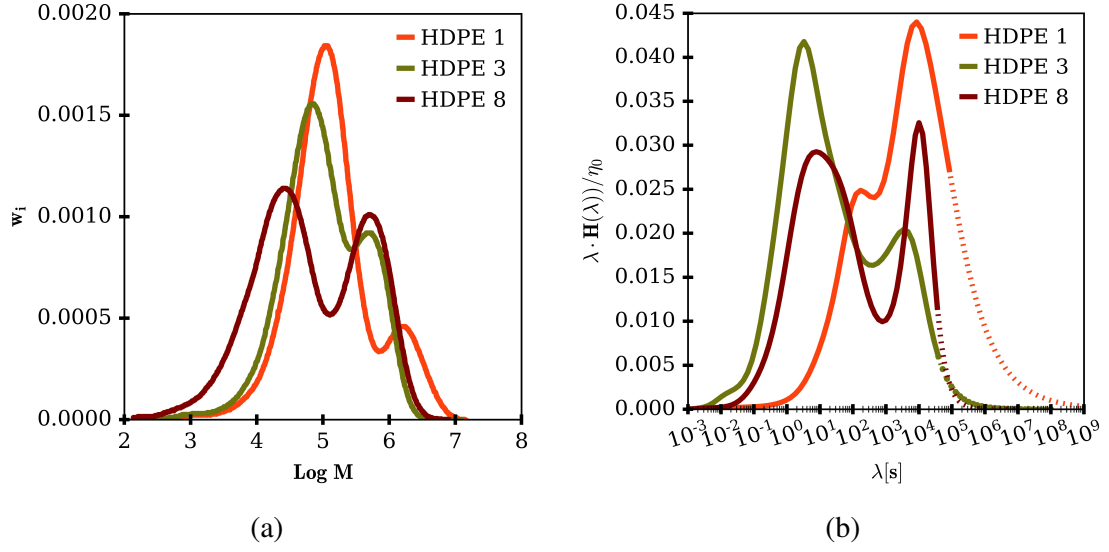 0.0020
0.0015
0.0010
0.0005
0.0000
w_i
2 3 4 5 6 7 8
Log M
HDPE 1
HDPE 3
HDPE 8
(a)
0.045
0.040
0.035
0.030
0.025
0.020
0.015
0.010
0.005
0.000
λ · H(λ))/η₀
10⁻³ 10⁻² 10⁻¹ 10⁰ 10¹ 10² 10³ 10⁴ 10⁵ 10⁶ 10⁷ 10⁸ 10⁹
λ[s]
HDPE 1
HDPE 3
HDPE 8
(b)